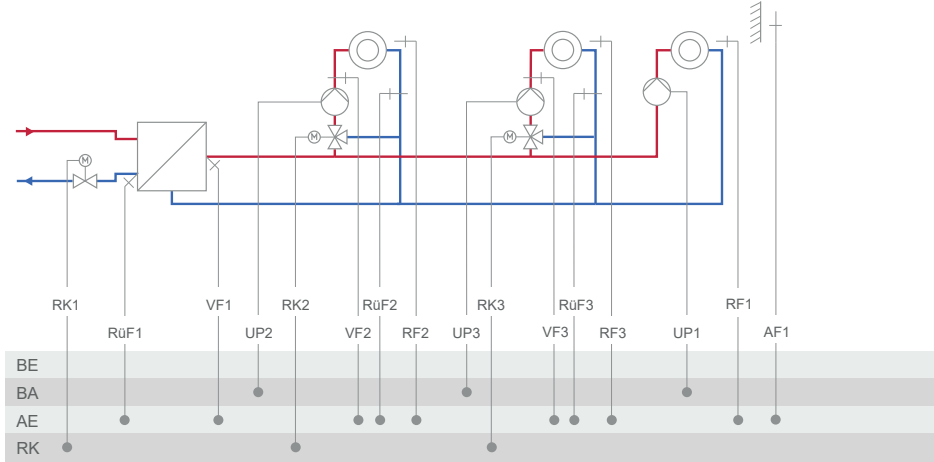 M
M
M
RK1
VF1
RK2
RüF2
RK3
RüF3
RF1
RüF1
UP2
VF2
RF2
UP3
VF3
RF3
UP1
AF1
BE
BA
AE
RK